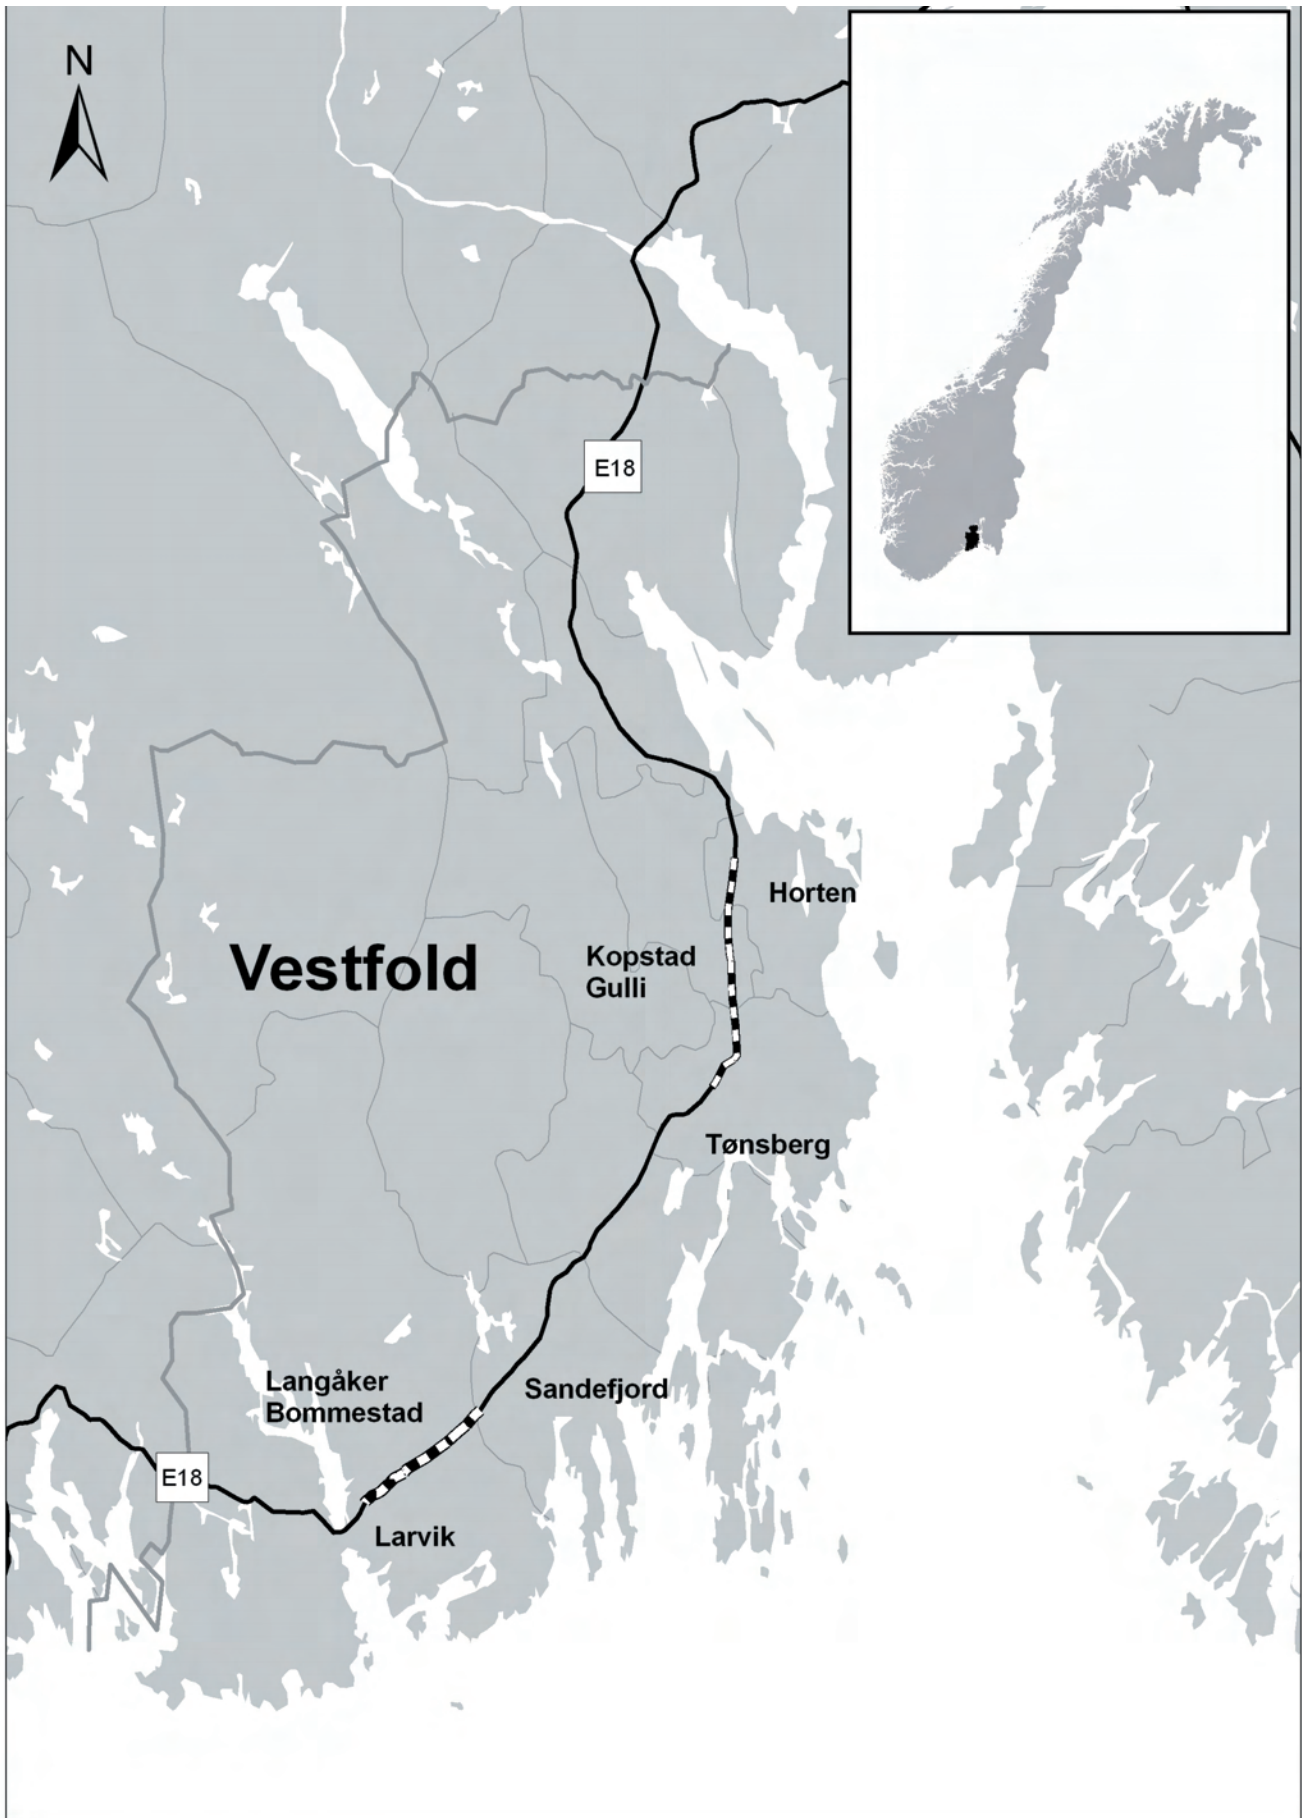 N
E18
Horten
Kopstad
Gulli
Vestfold
Tønsberg
Langåker
Bommestad
Sandefjord
E18
Larvik